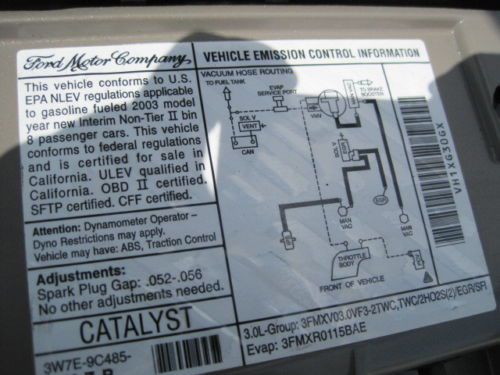 Ford Motor Company
This vehicle conforms to U.S.
EPA NLEV regulations applicable
to gasoline fueled 2003 model
year new Interim Non-Tier II bin
8 passenger cars. This vehicle
conforms to federal regulations
and is certified for sale in
California. ULEV qualified in
California. OBD II certified.
SFTP certified. CFF certified.
Attention: Dynamometer Operator -
Dyno Restrictions may apply.
Vehicle may have: ABS, Traction Control
Adjustments:
Spark Plug Gap: .052-.056
No other adjustments needed.
CATALYST
3W7E-9C485-
VEHICLE EMISSION CONTROL INFORMATION
VACUUM HOSE ROUTING
TO FUEL TANK
EVAP
SERVICE PORT
VMV
TO BRAKE
BOOSTER
SOL V
VENT
CAN
MAN
VAC
MAN
VAC
THROTTLE
BODY
FRONT OF VEHICLE
3.0L-Group: 3FMXV03.0VF3-2TWC,TWC/2HO2S(2)/EGR/SFI
Evap: 3FMXR0115BAE